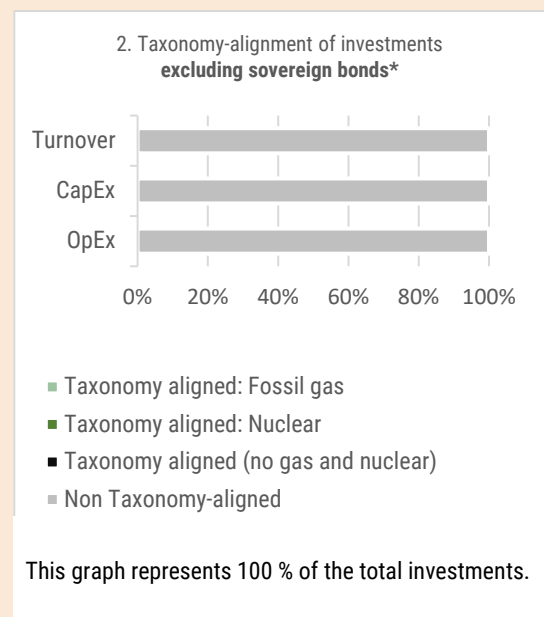 2. Taxonomy-alignment of investments
excluding sovereign bonds*
Turnover
CapEx
OpEx
0% 20% 40% 60% 80% 100%
Taxonomy aligned: Fossil gas
Taxonomy aligned: Nuclear
Taxonomy aligned (no gas and nuclear)
Non Taxonomy-aligned
This graph represents 100 % of the total investments.